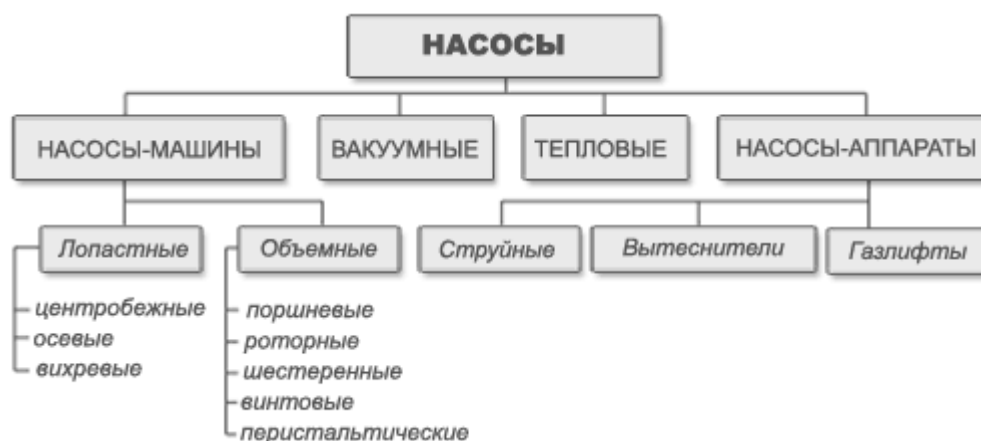 НАСОСЫ
НАСОСЫ-МАШИНЫ
ВАКУУМНЫЕ
ТЕПЛОВЫЕ
НАСОСЫ-АППАРАТЫ
Лопастные
Объемные
Струйные
Вытеснители
Газлифты
центробежные
осевые
вихревые
поршневые
роторные
шестеренные
винтовые
перистальтические